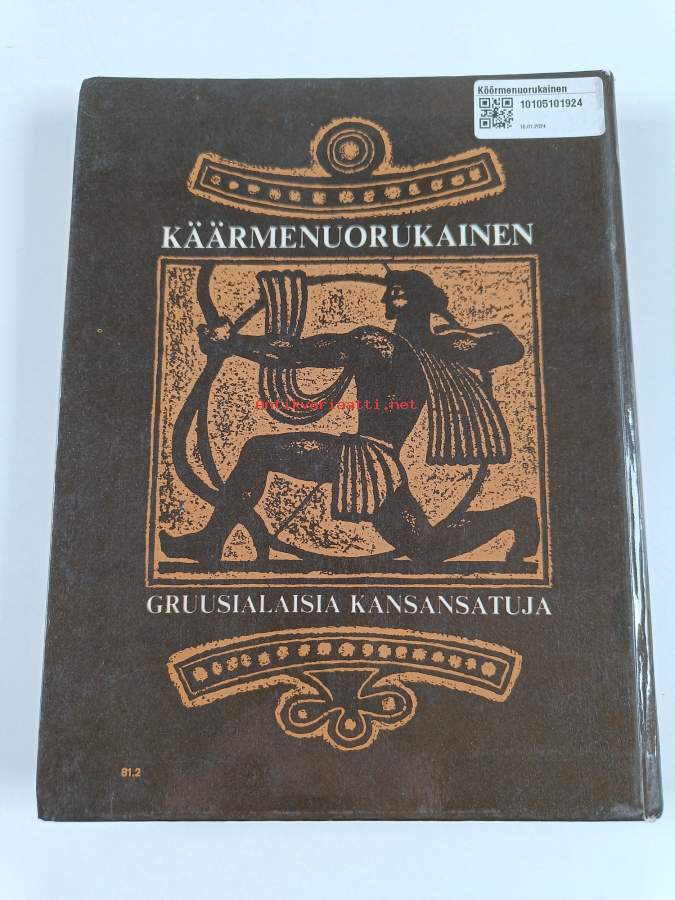 Köörmenuorukainen
10105101924
KÄÄRMENUORUKAINEN
Antikvariaatti.net
GRUUSIALAISIA KANSANSATUJA
81.2